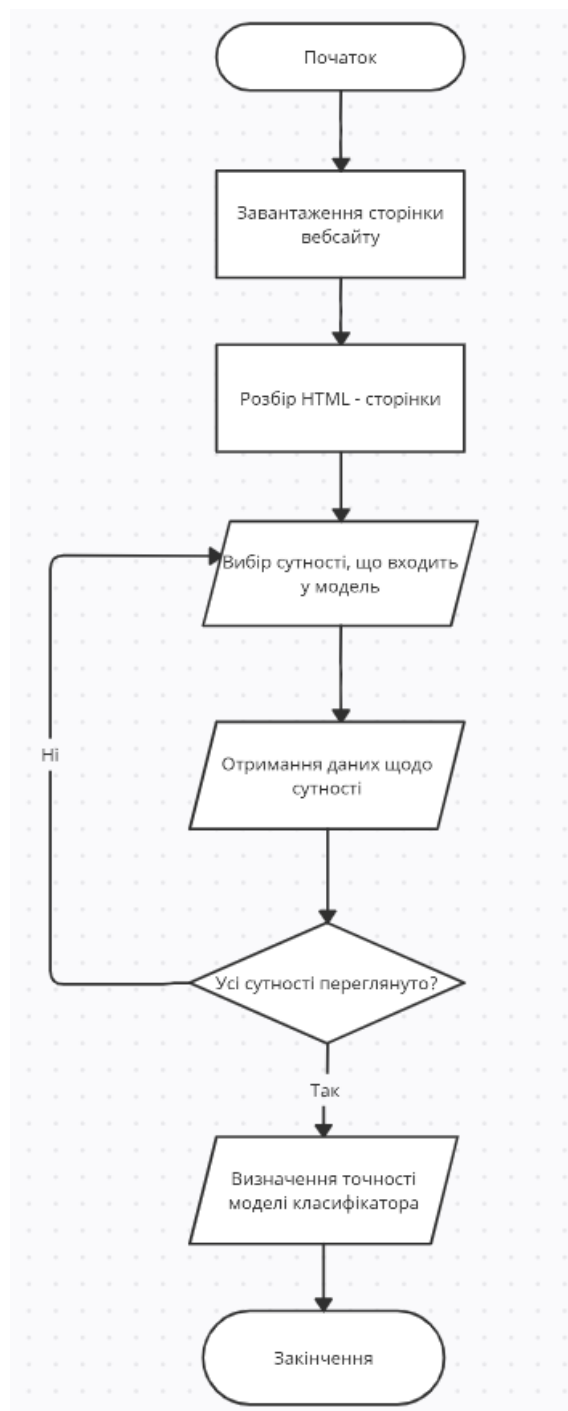 Початок
Завантаження сторінки
вебсайту
Розбір HTML - сторінки
Вибір сутності, що входить
у модель
Ні
Отримання даних щодо
сутності
Усі сутності переглянуто?
Так
Визначення точності
моделі класифікатора
Закінчення